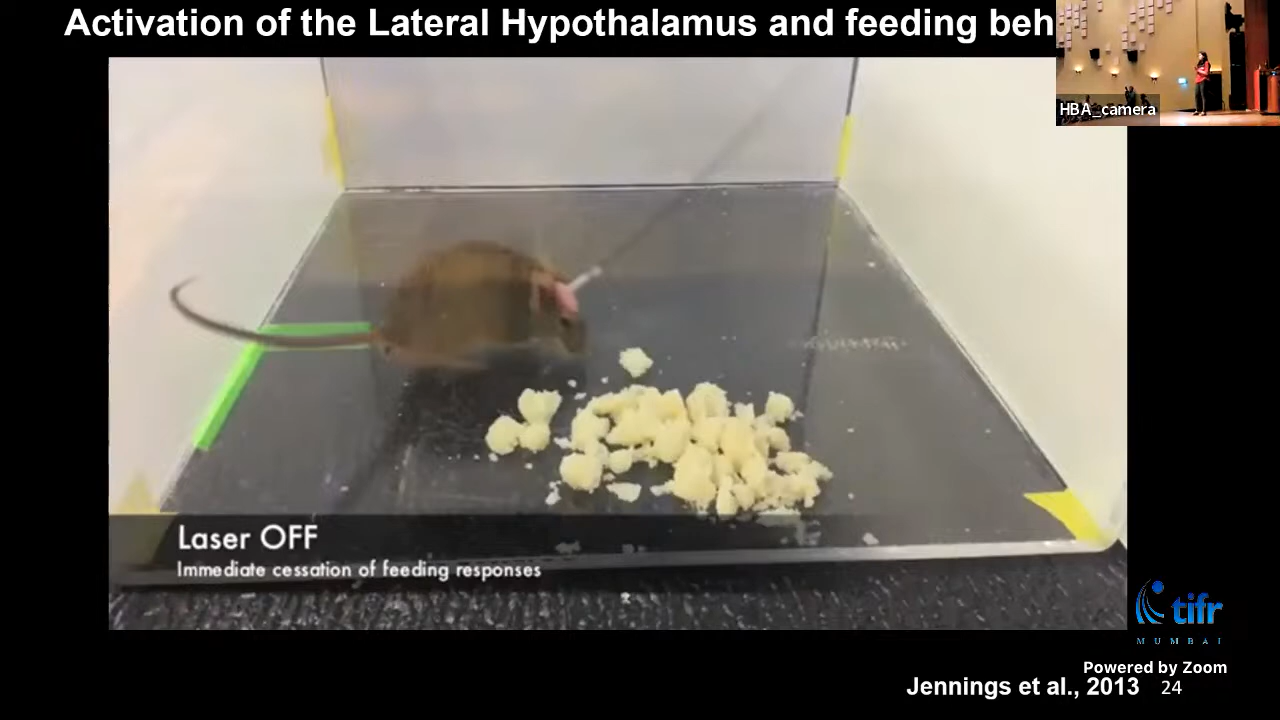 Activation of the Lateral Hypothalamus and feeding beh
HBA_camera
Laser OFF
Immediate cessation of feeding responses
tifr
MUMBAI
Powered by Zoom
Jennings et al., 2013 24